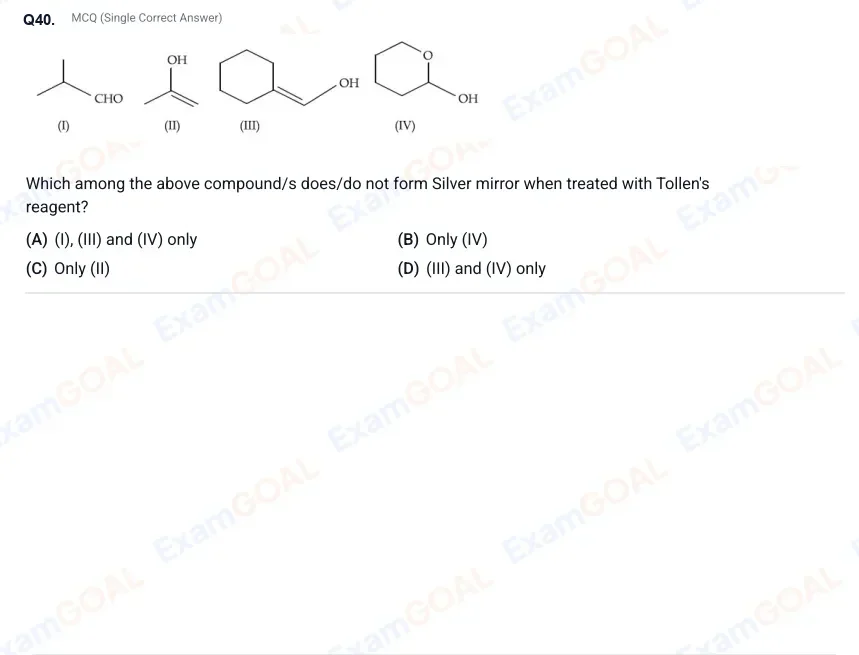 Q40. MCQ (Single Correct Answer)
OH
O
CHO
OH
OH
(I)
(II)
(III)
(IV)
Which among the above compound/s does/do not form Silver mirror when treated with Tollen's
reagent?
(A) (I), (III) and (IV) only
(B) Only (IV)
(C) Only (II)
(D) (III) and (IV) only
ExamGOAL